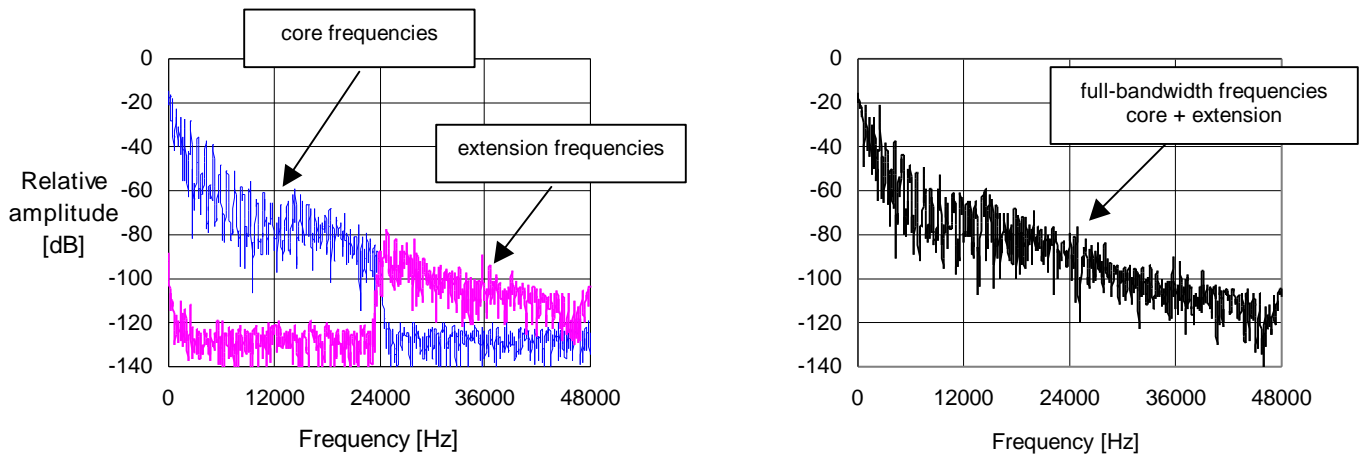 core frequencies
extension frequencies
Relative
amplitude
[dB]
0
-20
-40
-60
-80
-100
-120
-140
0 12000 24000 36000 48000
Frequency [Hz]
full-bandwidth frequencies
core + extension
0
-20
-40
-60
-80
-100
-120
-140
0 12000 24000 36000 48000
Frequency [Hz]